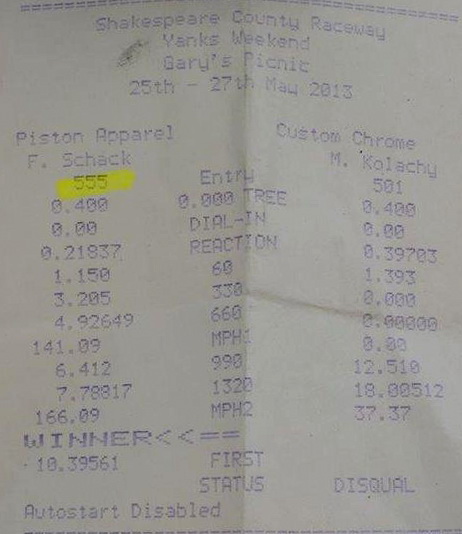 Shakespeare County Raceway
Yanks Weekend
Gary's Picnic
25th - 27th May 2013
Piston Apparel Custom Chrome
F. Schack M. Kolachy
555 Entry 501
0.400 0.000 TREE 0.400
0.00 DIAL-IN 0.00
0.21837 REACTION 0.39703
1.150 60 1.393
3.205 330 0.000
4.92649 660 0.00000
141.09 MPH1 0.00
6.412 990 12.510
7.78817 1320 18.00512
166.09 MPH2 37.37
WINNER<<==
10.39561 FIRST
STATUS DISQUAL
Autostart Disabled